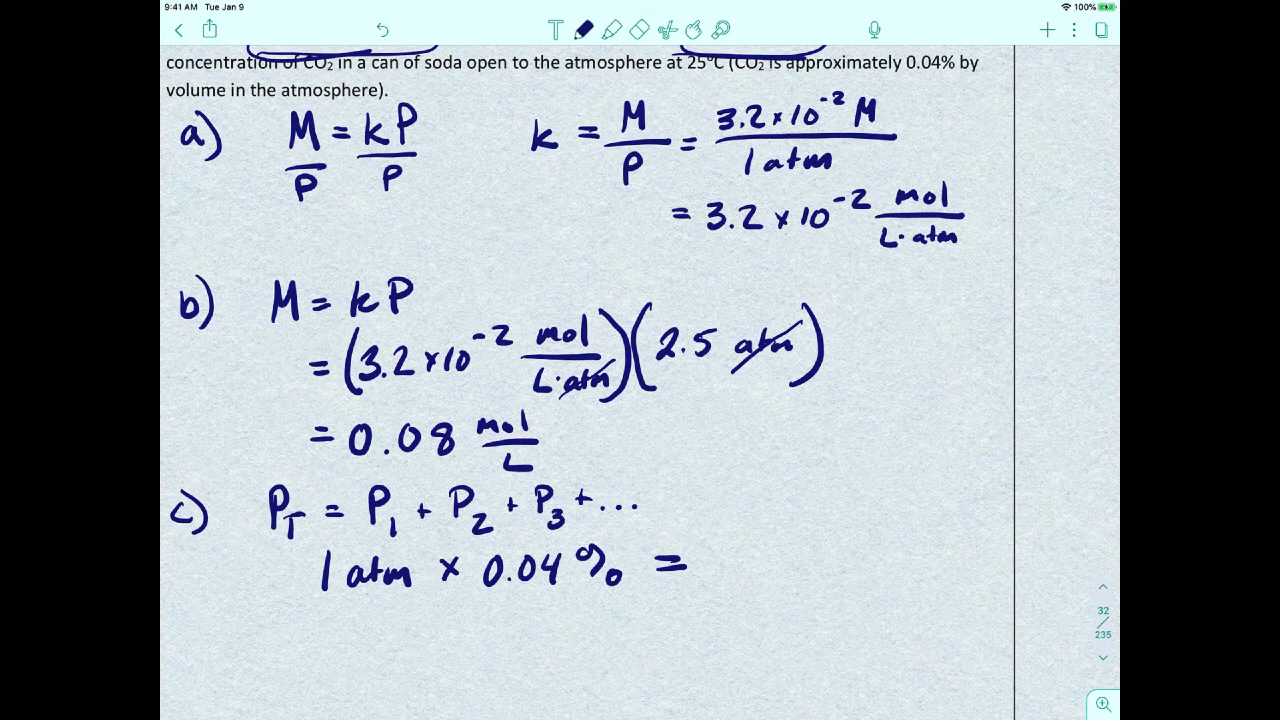 9:41 AM Tue Jan 9
100%
concentration of CO₂ in a can of soda open to the atmosphere at 25°C (CO₂ is approximately 0.04% by
volume in the atmosphere).
a) M/P = kP/P
k = M/P = 3.2 × 10⁻² M / 1 atm
= 3.2 × 10⁻² mol / L·atm
b) M = kP
= (3.2 × 10⁻² mol / L·atm)(2.5 atm)
= 0.08 mol / L
c) P_T = P₁ + P₂ + P₃ + ...
1 atm × 0.04% =
32
/
235